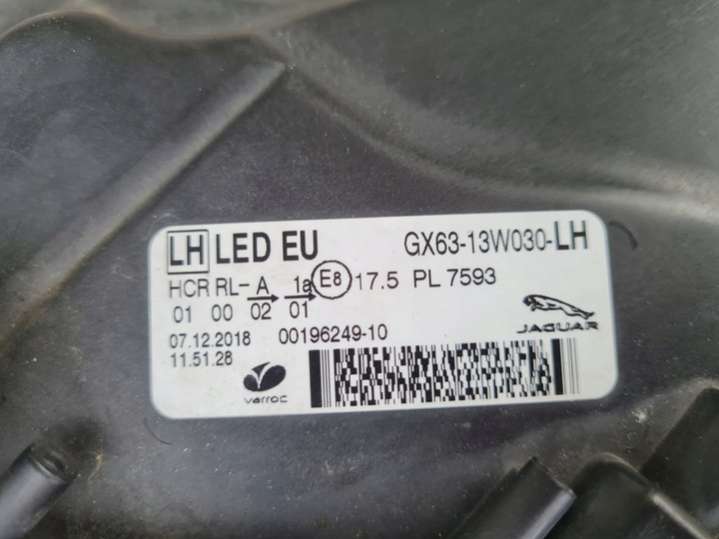 LH LED EU GX63-13W030-LH
HCR RL- A 1a E8 17.5 PL 7593
01 00 02 01
07.12.2018 00196249-10
11.51.28
varroc
JAGUAR